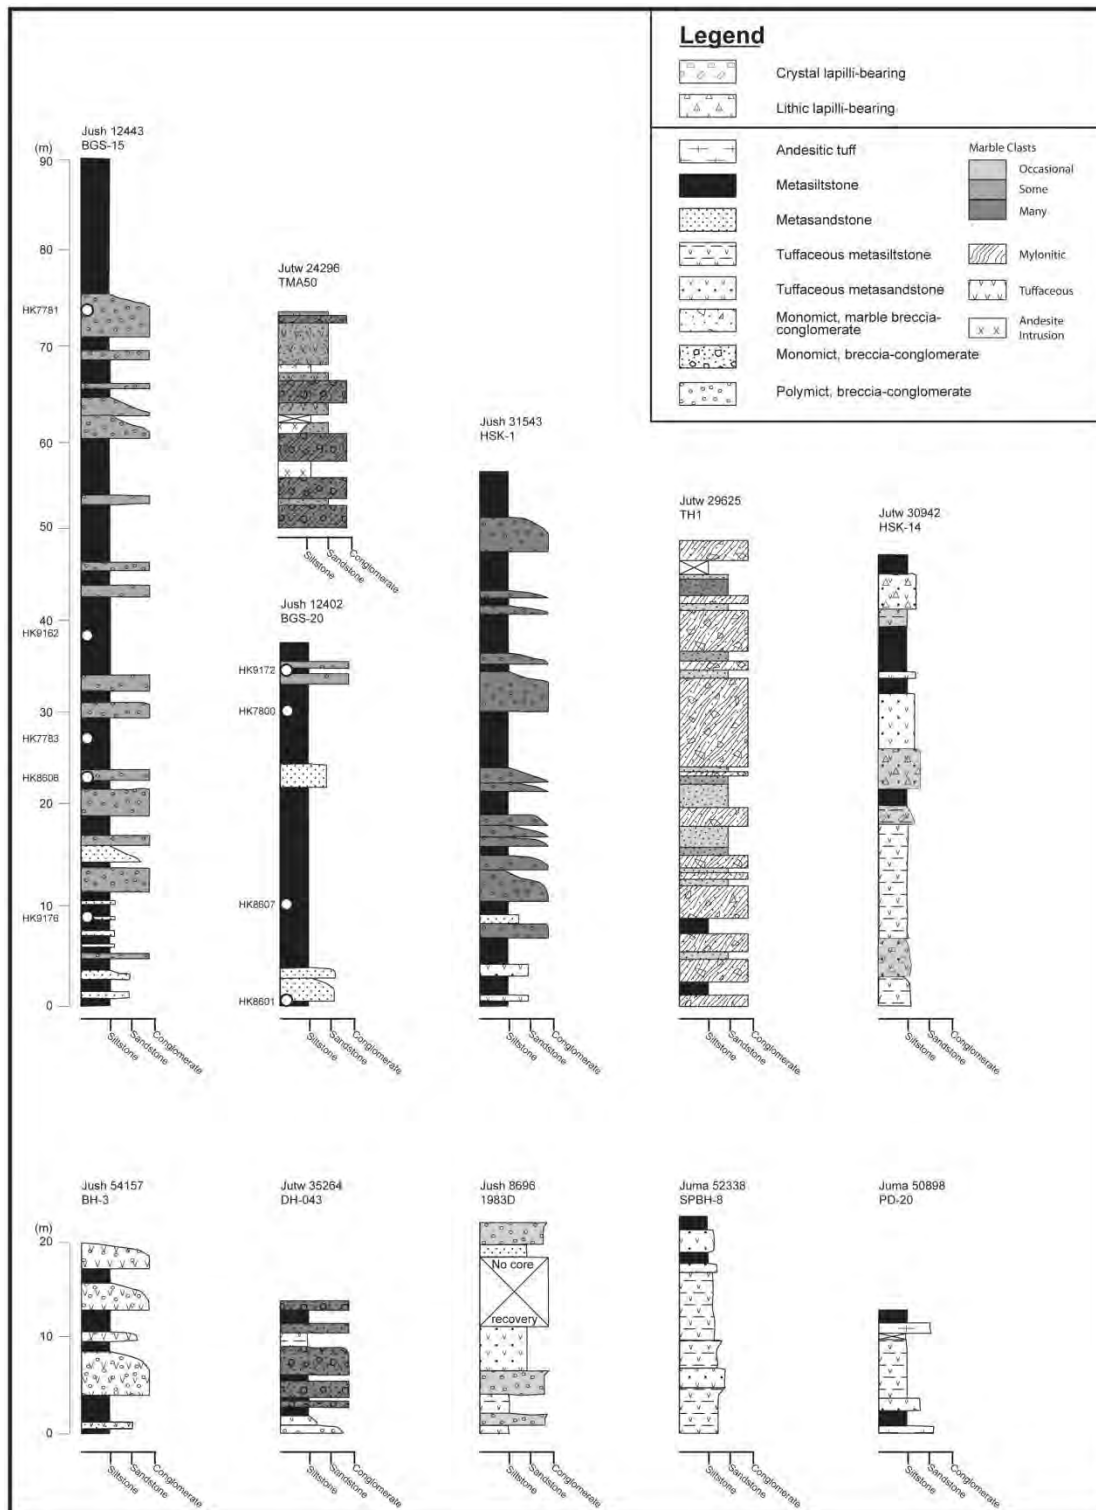 Legend
Crystal lapilli-bearing
Lithic lapilli-bearing
Andesitic tuff
Metasiltstone
Metasandstone
Tuffaceous metasiltstone
Tuffaceous metasandstone
Monomict, marble breccia-
conglomerate
Monomict, breccia-conglomerate
Polymict, breccia-conglomerate
Marble Clasts
Occasional
Some
Many
Mylonitic
Tuffaceous
Andesite
Intrusion
Jush 12443
BGS-15
(m)
90
80
HK7781
70
60
50
40
HK9162
30
HK7783
HK8608
20
10
HK9176
0
Siltstone
Sandstone
Conglomerate
Jutw 24296
TMA50
Siltstone
Sandstone
Conglomerate
Jush 12402
BGS-20
HK9172
HK7800
HK8607
HK8601
Siltstone
Sandstone
Conglomerate
Jush 31543
HSK-1
Siltstone
Sandstone
Conglomerate
Jutw 29625
TH1
Siltstone
Sandstone
Conglomerate
Jutw 30942
HSK-14
Siltstone
Sandstone
Conglomerate
Jush 54157
BH-3
(m)
20
10
0
Siltstone
Sandstone
Conglomerate
Jutw 35264
DH-043
Siltstone
Sandstone
Conglomerate
Jush 8696
1983D
No core
recovery
Siltstone
Sandstone
Conglomerate
Juma 52338
SPBH-8
Siltstone
Sandstone
Conglomerate
Juma 50898
PD-20
Siltstone
Sandstone
Conglomerate